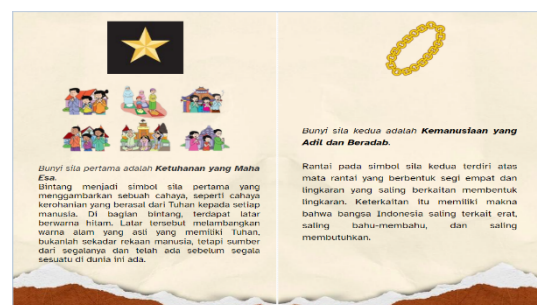 Bunyi sila pertama adalah Ketuhanan yang Maha
Esa.
Bintang menjadi simbol sila pertama yang
menggambarkan sebuah cahaya, seperti cahaya
kerohanian yang berasal dari Tuhan kepada setiap
manusia. Di bagian bintang, terdapat latar
berwarna hitam. Latar tersebut melambangkan
warna alam yang asli yang memiliki Tuhan,
bukanlah sekadar rekaan manusia, tetapi sumber
dari segalanya dan telah ada sebelum segala
sesuatu di dunia ini ada.
Bunyi sila kedua adalah Kemanusiaan yang
Adil dan Beradab.
Rantai pada simbol sila kedua terdiri atas
mata rantai yang berbentuk segi empat dan
lingkaran yang saling berkaitan membentuk
lingkaran. Keterkaitan itu memiliki makna
bahwa bangsa Indonesia saling terkait erat,
saling bahu-membahu, dan saling
membutuhkan.